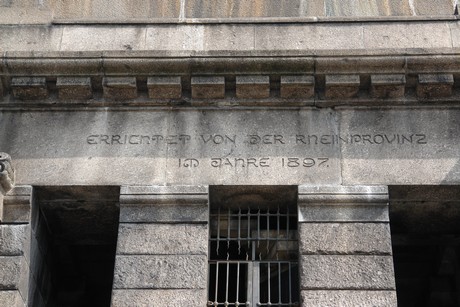 ERRICHTET VON DER RHEINPROVINZ
IM JAHRE 1897.